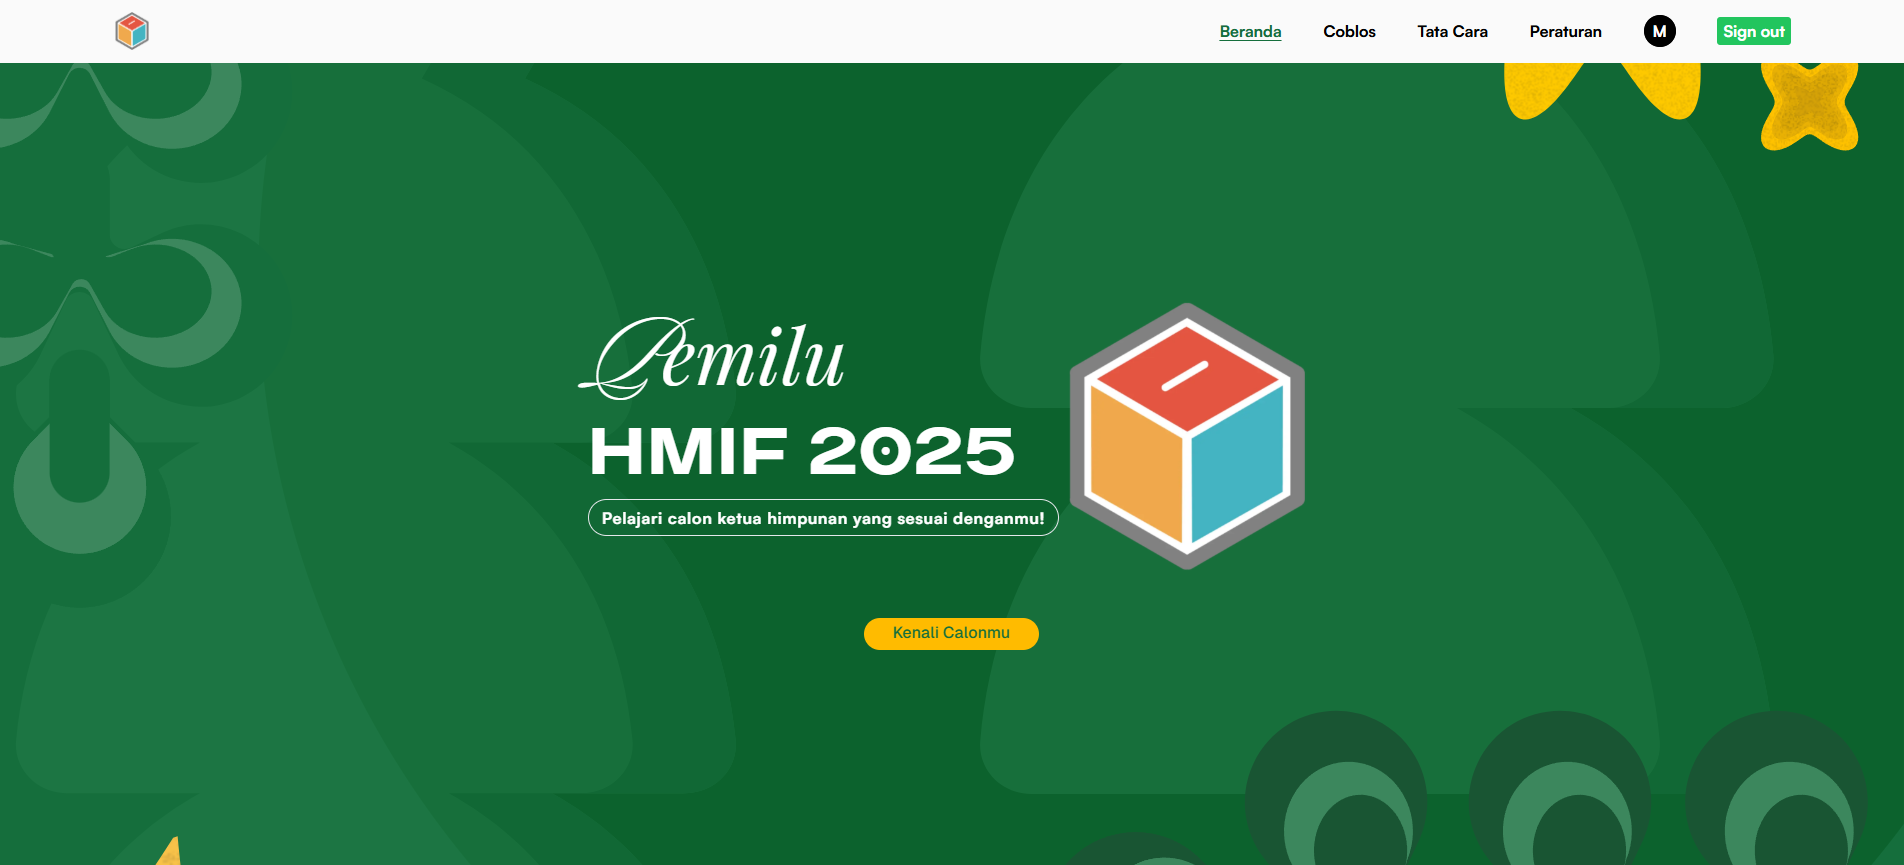 Beranda Coblos Tata Cara Peraturan M Sign out
Pemilu
HMIF 2025
Pelajari calon ketua himpunan yang sesuai denganmu!
Kenali Calonmu